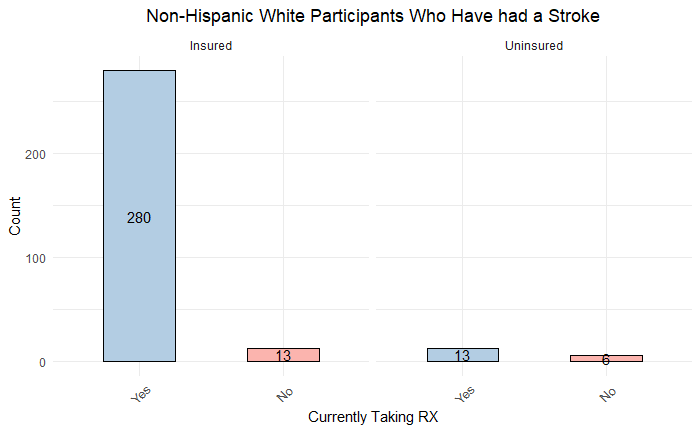 Non-Hispanic White Participants Who Have had a Stroke
Insured
Uninsured
Count
200
100
0
280
13
13
6
Yes
No
Yes
No
Currently Taking RX